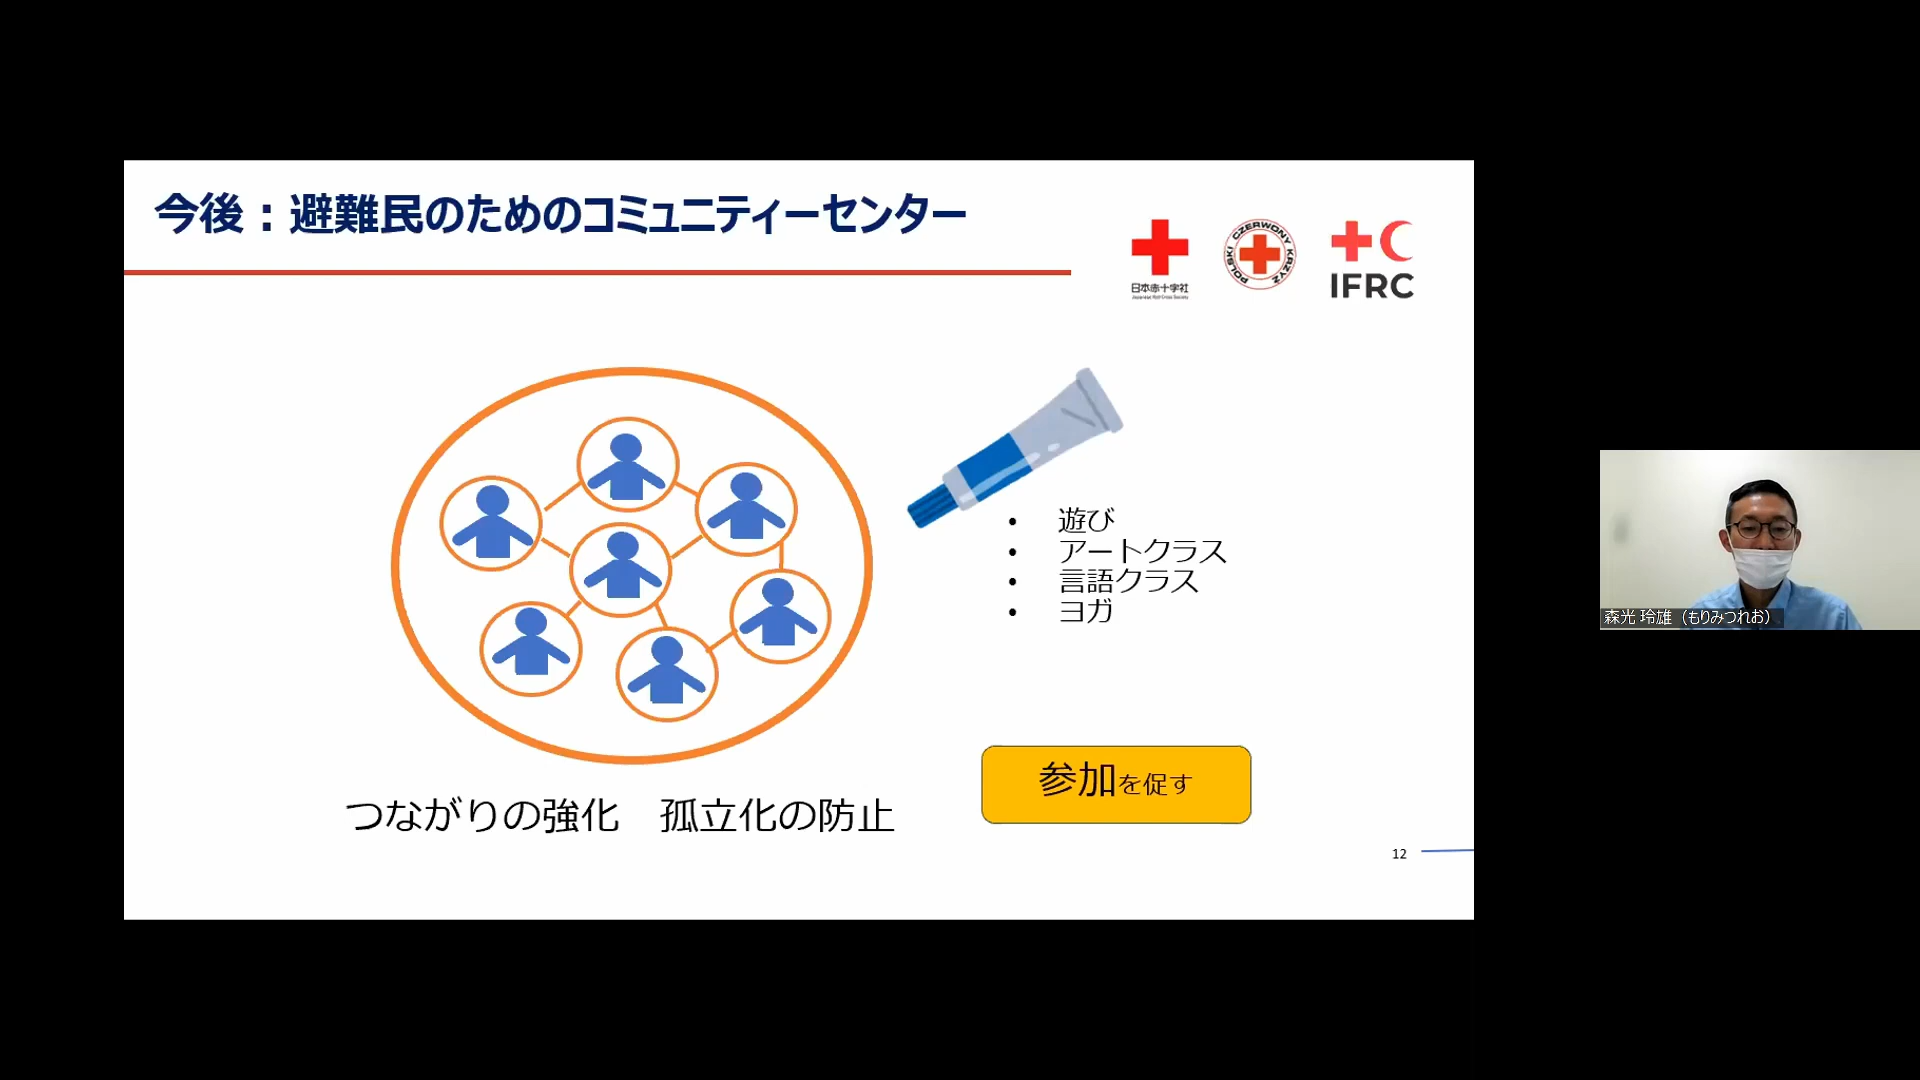 今後：避難民のためのコミュニティーセンター
日本赤十字社
Japanese Red Cross Society
POLSKI CZERWONY KRZYŻ
IFRC
• 遊び
• アートクラス
• 言語クラス
• ヨガ
森光 玲雄（もりみつれお）
参加を促す
つながりの強化　孤立化の防止
12